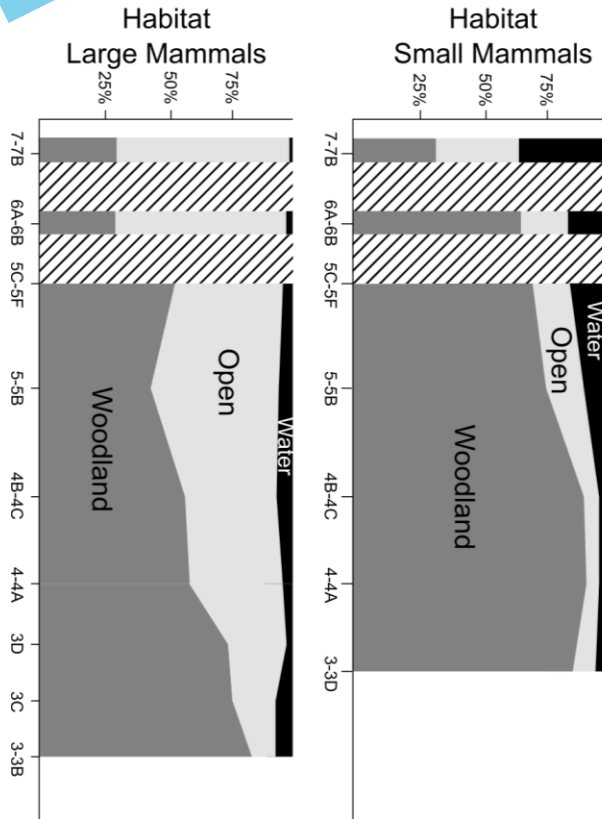 Habitat
Large Mammals
25%
50%
75%
7-7B
6A-6B
5C-5F
5-5B
4B-4C
4-4A
3D
3C
3-3B
Woodland
Open
Water
Habitat
Small Mammals
25%
50%
75%
7-7B
6A-6B
5C-5F
5-5B
4B-4C
4-4A
3-3D
Woodland
Open
Water